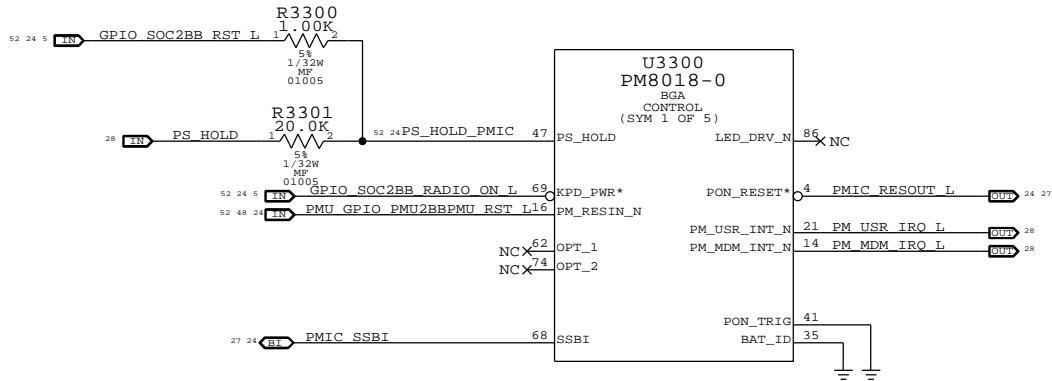 R3300
52 24 5 IN GPIO_SOC2BB_RST_L 1 1.00K 2
5%
1/32W
MF
01005
R3301
28 IN PS_HOLD 1 20.0K 2
5%
1/32W
MF
01005
52 24 PS_HOLD_PMIC 47
52 24 5 IN GPIO_SOC2BB_RADIO_ON_L 69
52 48 24 IN PMU_GPIO_PMU2BBPMU_RST_L 16
NC 62
NC 74
27 24 BI PMIC_SSBI 68
U3300
PM8018-0
BGA
CONTROL
(SYM 1 OF 5)
PS_HOLD LED_DRV_N
KPD_PWR* PON_RESET*
PM_RESIN_N
PM_USR_INT_N
OPT_1 PM_MDM_INT_N
OPT_2
PON_TRIG
SSBI BAT_ID
86 NC
4 PMIC_RESOUT_L OUT 24 27
21 PM_USR_IRQ_L OUT 28
14 PM_MDM_IRQ_L OUT 28
41
35